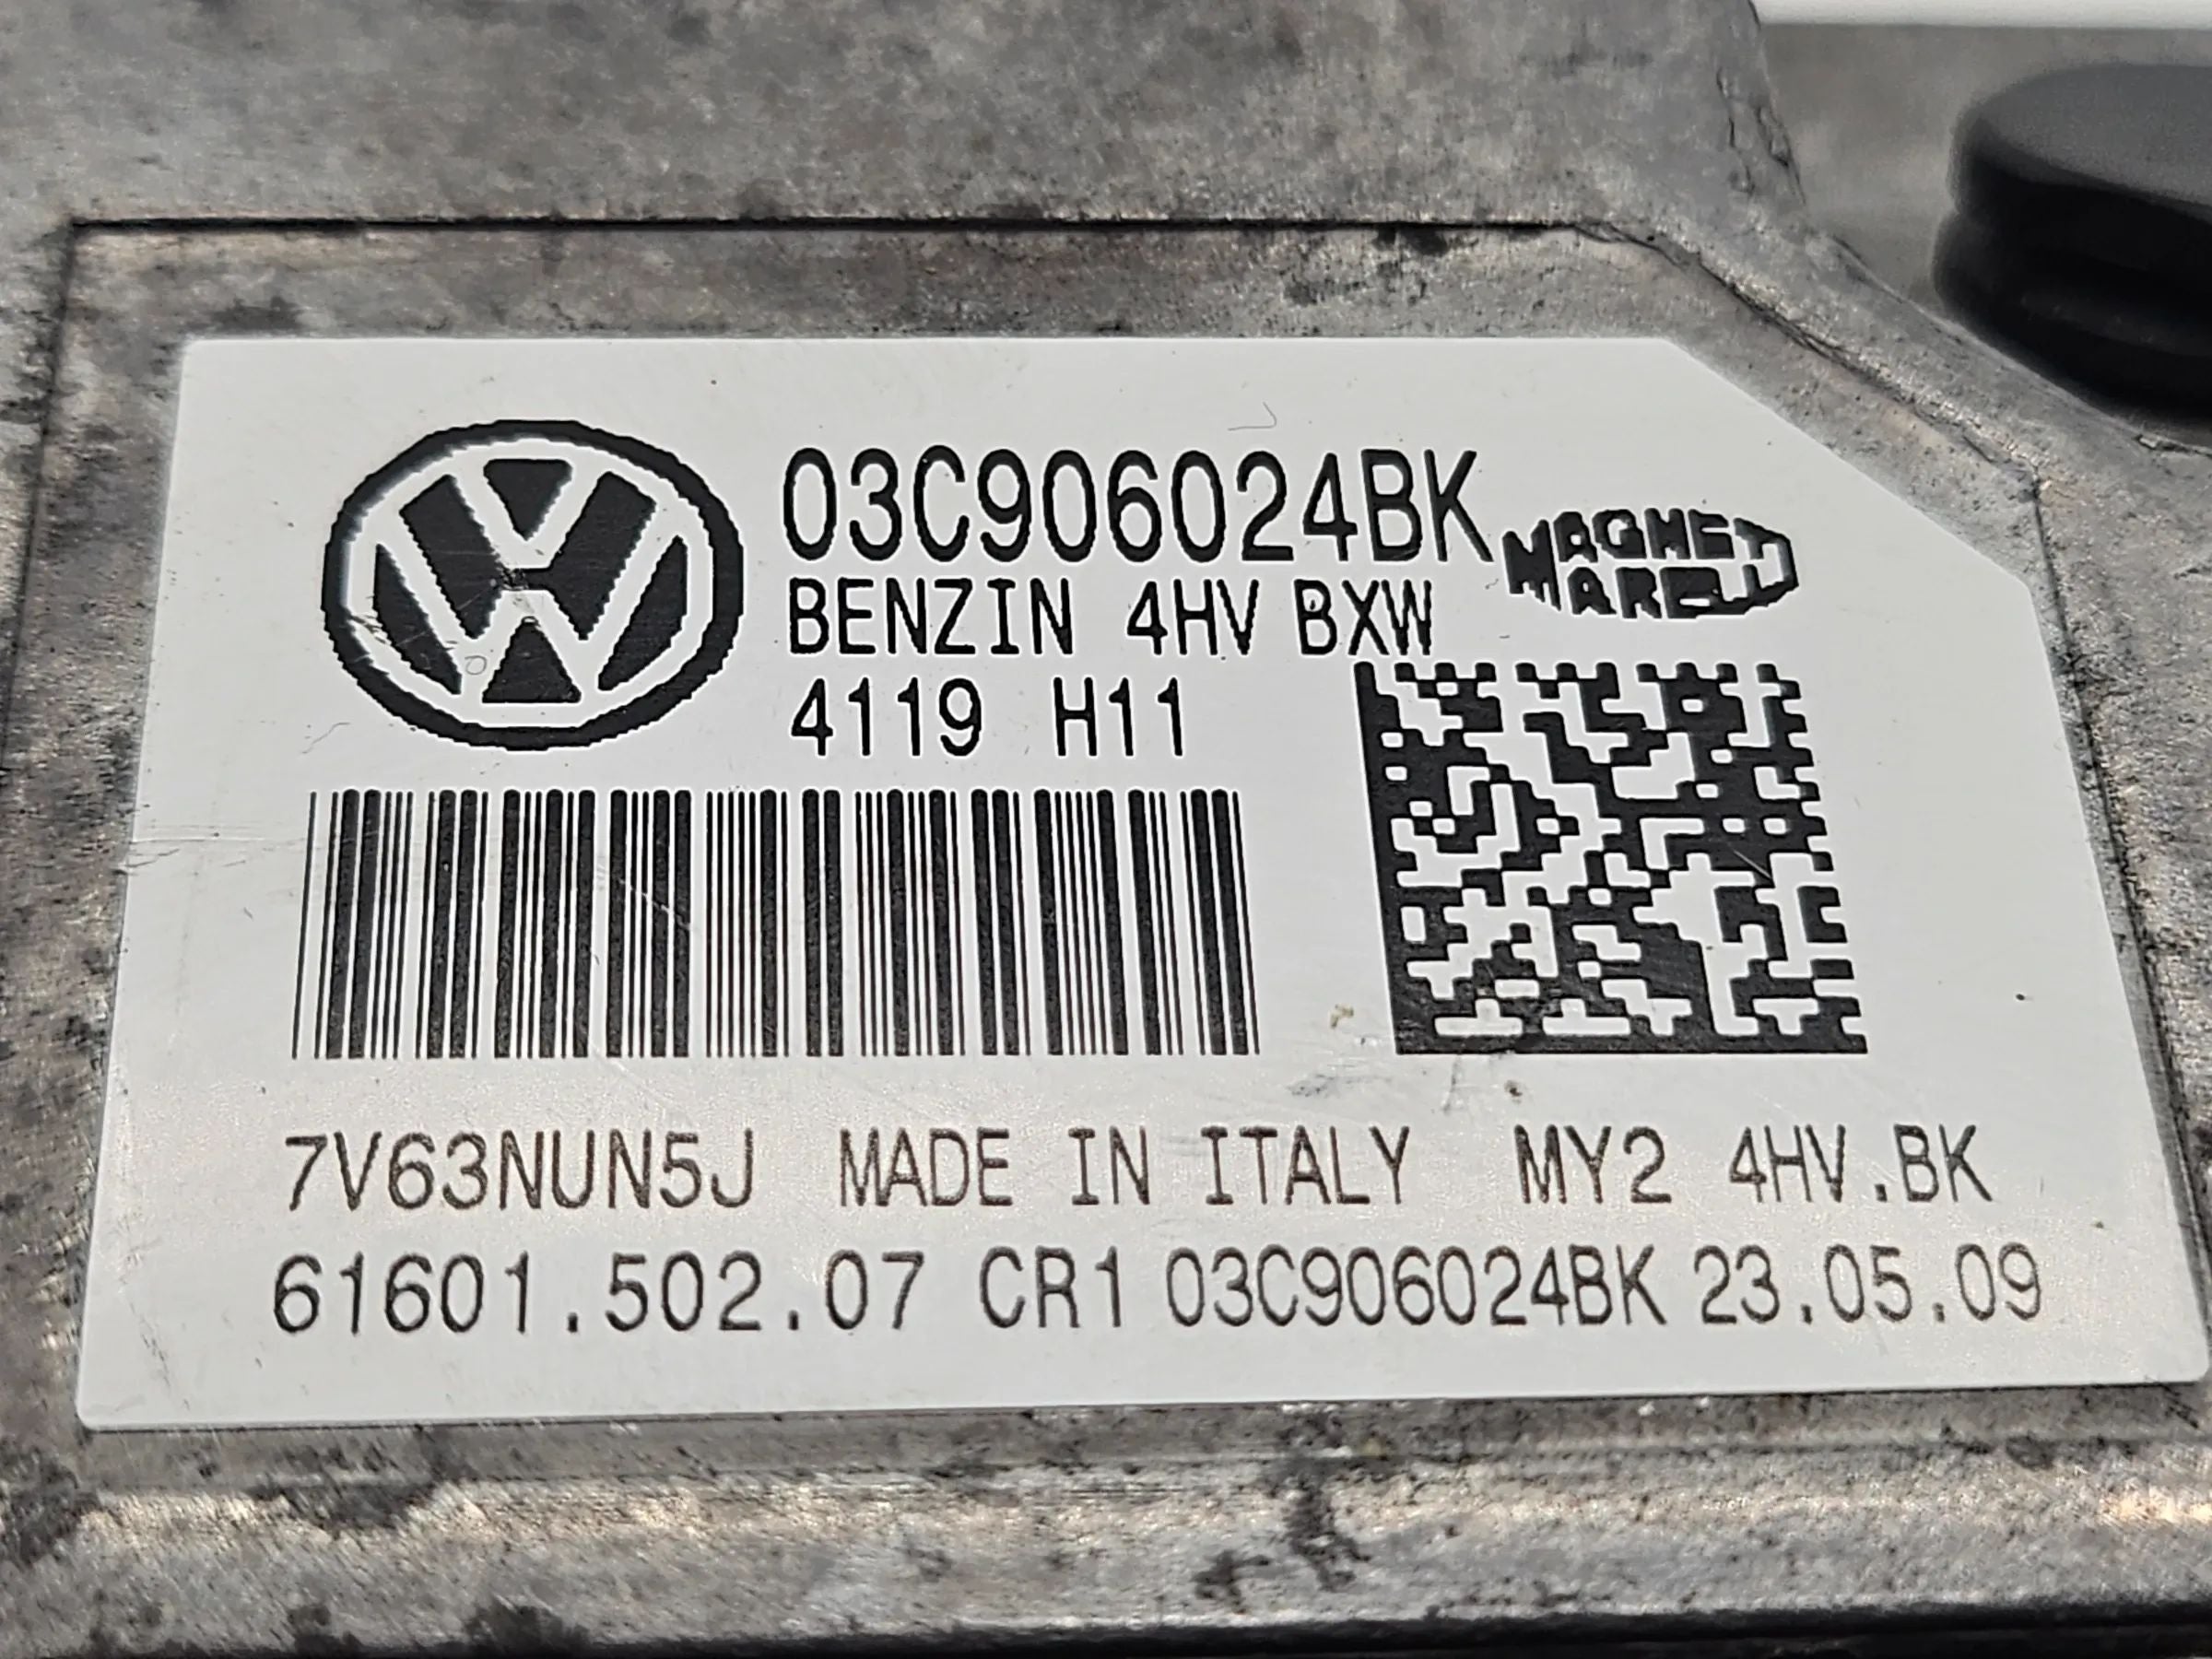 03C906024BK
MAGNETI
MARELLI
BENZIN 4HV BXW
4119 H11
7V63NUN5J MADE IN ITALY MY2 4HV.BK
61601.502.07 CR1 03C906024BK 23.05.09